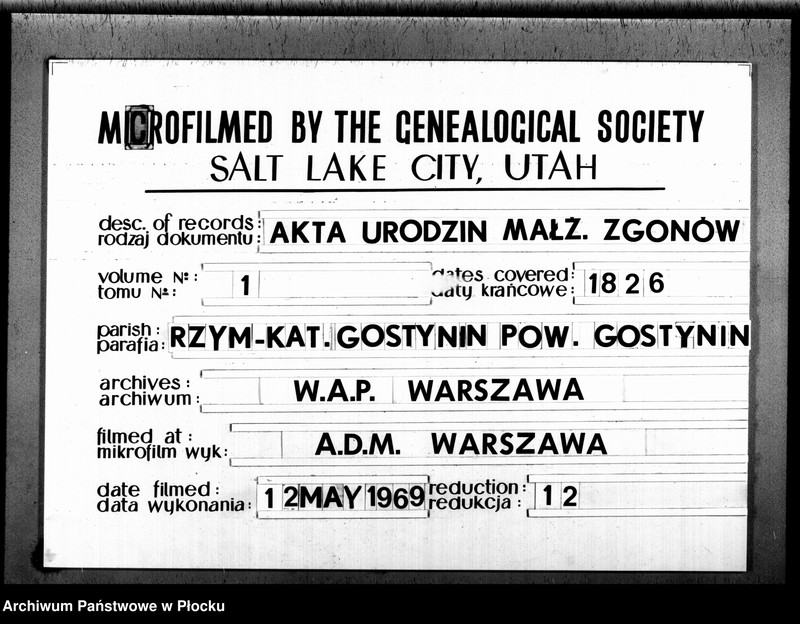 MICROFILMED BY THE GENEALOGICAL SOCIETY
SALT LAKE CITY, UTAH
desc. of records:
rodzaj dokumentu: AKTA URODZIN MAŁŻ. ZGONÓW
volume Nº: dates covered:
tomu Nº: 1 daty krańcowe: 1826
parish:
parafia: RZYM-KAT. GOSTYNIN POW. GOSTYNIN
archives:
archiwum: W.A.P. WARSZAWA
filmed at:
mikrofilm wyk: A.D.M. WARSZAWA
date filmed: reduction:
data wykonania: 12 MAY 1969 redukcja: 12
Archiwum Państwowe w Płocku